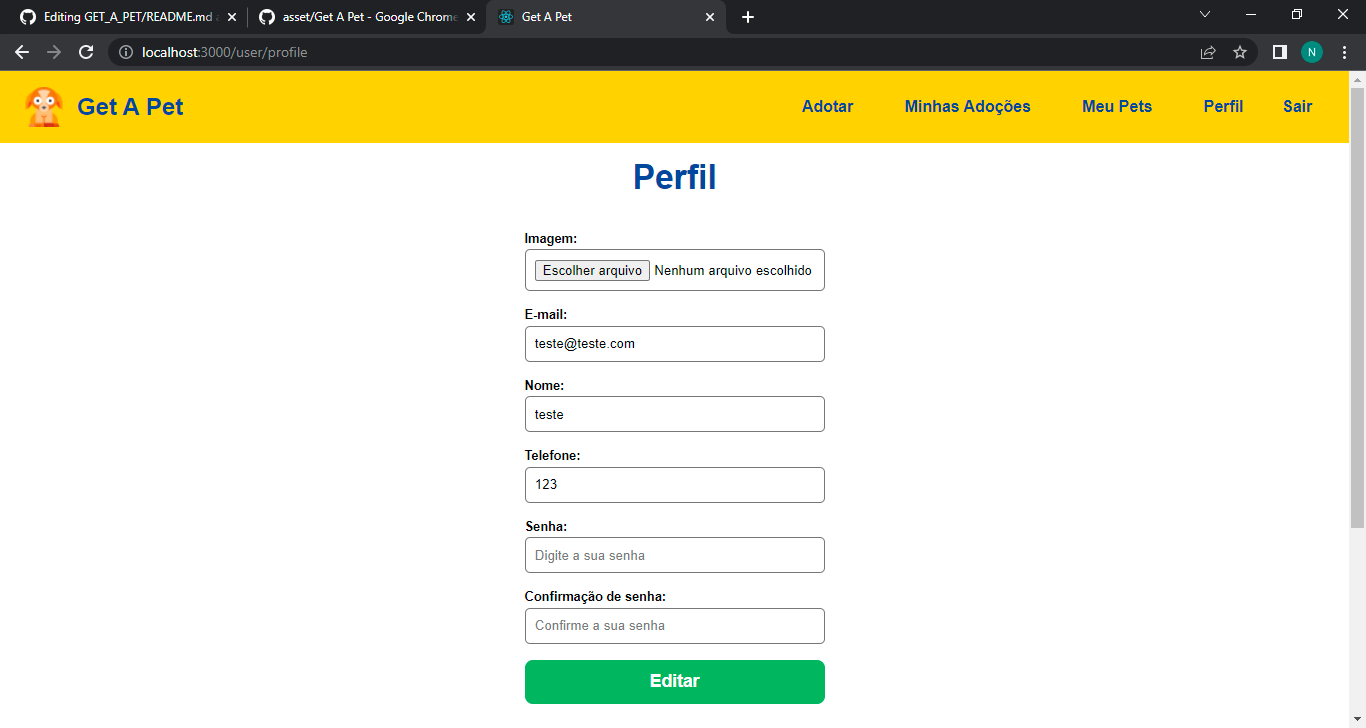 Editing GET_A_PET/README.md
asset/Get A Pet - Google Chrome
Get A Pet
localhost:3000/user/profile
N
Get A Pet
Adotar Minhas Adoções Meu Pets Perfil Sair
Perfil
Imagem:
Escolher arquivo Nenhum arquivo escolhido
E-mail:
teste@teste.com
Nome:
teste
Telefone:
123
Senha:
Digite a sua senha
Confirmação de senha:
Confirme a sua senha
Editar